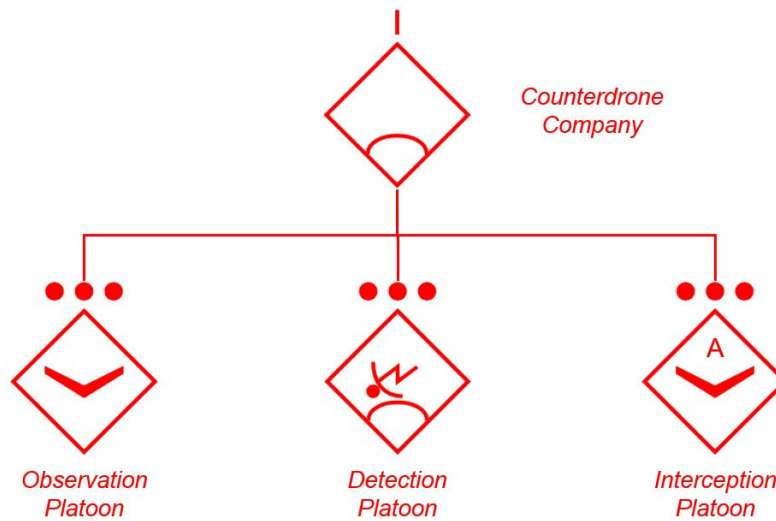 Counterdrone
Company
A
Observation
Platoon
Detection
Platoon
Interception
Platoon